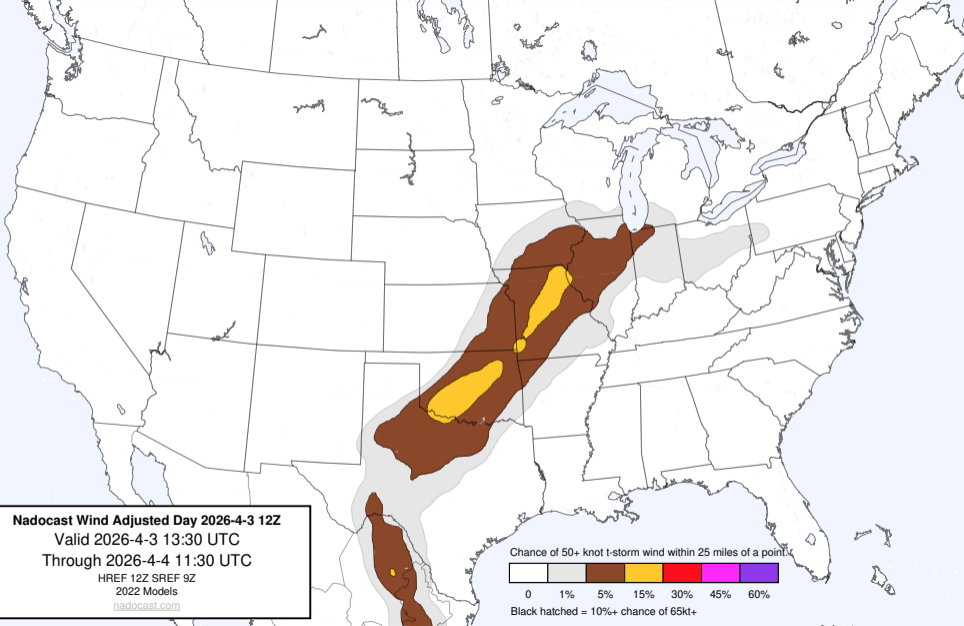 Nadocast Wind Adjusted Day 2026-4-3 12Z
Valid 2026-4-3 13:30 UTC
Through 2026-4-4 11:30 UTC
HREF 12Z SREF 9Z
2022 Models
nadocast.com
Chance of 50+ knot t-storm wind within 25 miles of a point.
0 1% 5% 15% 30% 45% 60%
Black hatched = 10%+ chance of 65kt+